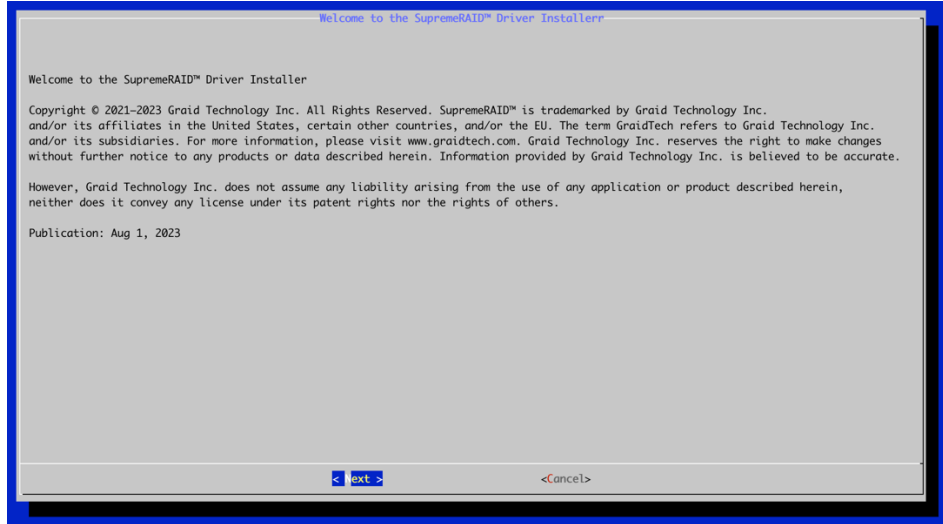 Welcome to the SupremeRAID™ Driver Installerr
Welcome to the SupremeRAID™ Driver Installer
Copyright © 2021–2023 Graid Technology Inc. All Rights Reserved. SupremeRAID™ is trademarked by Graid Technology Inc.
and/or its affiliates in the United States, certain other countries, and/or the EU. The term GraidTech refers to Graid Technology Inc.
and/or its subsidiaries. For more information, please visit www.graidtech.com. Graid Technology Inc. reserves the right to make changes
without further notice to any products or data described herein. Information provided by Graid Technology Inc. is believed to be accurate.
However, Graid Technology Inc. does not assume any liability arising from the use of any application or product described herein,
neither does it convey any license under its patent rights nor the rights of others.
Publication: Aug 1, 2023
< Next > <Cancel>